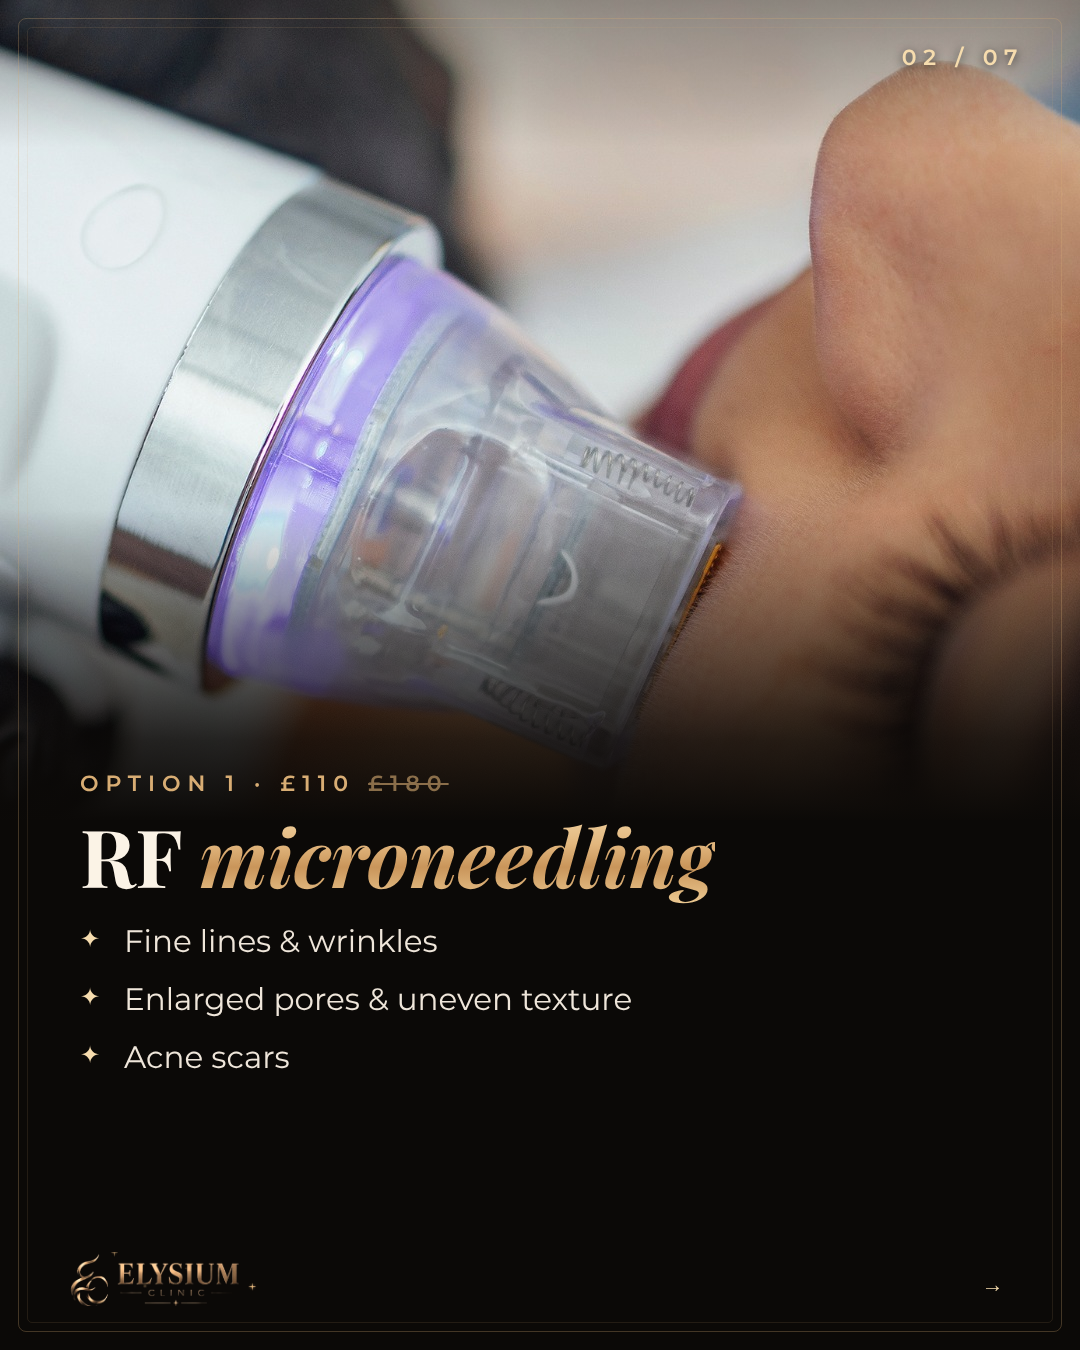 02 / 07
OPTION 1 · £110 £180
RF microneedling
✦ Fine lines & wrinkles
✦ Enlarged pores & uneven texture
✦ Acne scars
ELYSIUM
CLINIC
→